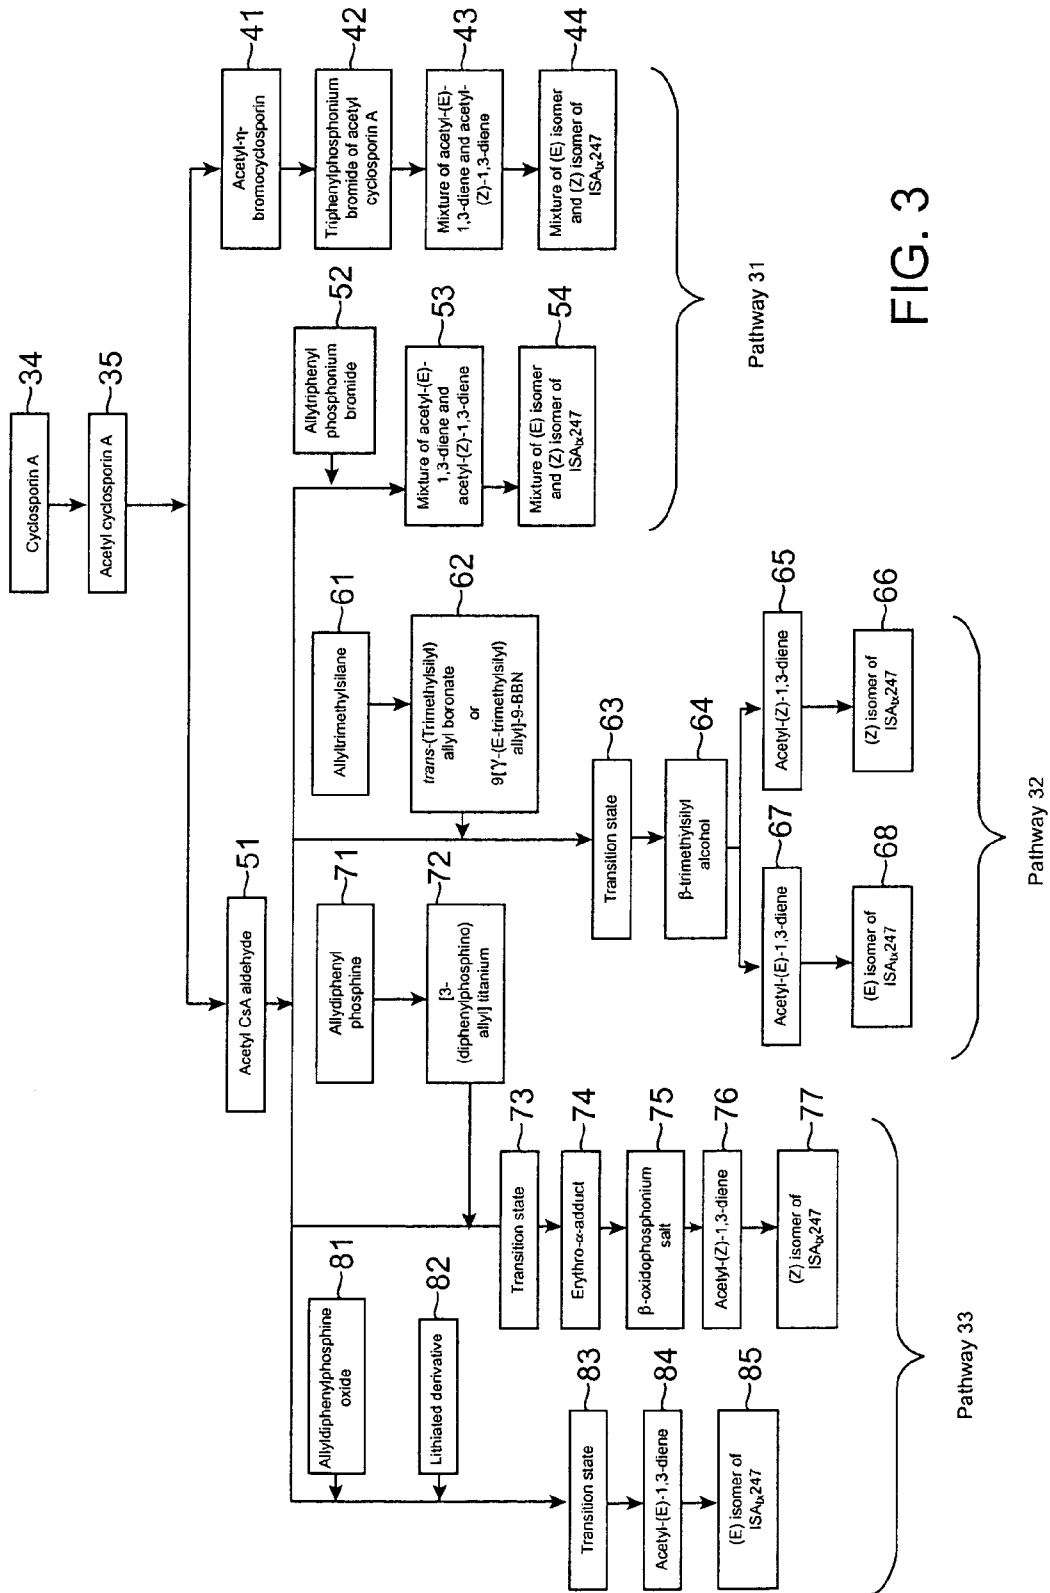 34
Cyclosporin A
35
Acetyl cyclosporin A
41
Acetyl-η-
bromocyclosporin
42
Triphenylphosphonium
bromide of acetyl
cyclosporin A
43
Mixture of acetyl-(E)-
1,3-diene and acetyl-
(Z)-1,3-diene
44
Mixture of (E) isomer
and (Z) isomer of
ISAtx247
51
Acetyl CsA aldehyde
52
Allytriphenyl
phosphonium
bromide
53
Mixture of acetyl-(E)-
1,3-diene and
acetyl-(Z)-1,3-diene
54
Mixture of (E) isomer
and (Z) isomer of
ISAtx247
Pathway 31
61
Allyltrimethylsilane
62
trans-(Trimethylsilyl)
allyl boronate
or
9[γ-(E-trimethylsilyl)
allyl]-9-BBN
63
Transition state
64
β-trimethylsilyl
alcohol
65
Acetyl-(Z)-1,3-diene
66
(Z) isomer of
ISAtx247
67
Acetyl-(E)-1,3-diene
68
(E) isomer of
ISAtx247
Pathway 32
71
Allydiphenyl
phosphine
72
[3-
(diphenylphosphino)
allyl] titanium
73
Transition state
74
Erythro-α-adduct
75
β-oxidophosphonium
salt
76
Acetyl-(Z)-1,3-diene
77
(Z) isomer of
ISAtx247
81
Allyldiphenylphosphine
oxide
82
Lithiated derivative
83
Transition state
84
Acetyl-(E)-1,3-diene
85
(E) isomer of
ISAtx247
Pathway 33
FIG. 3